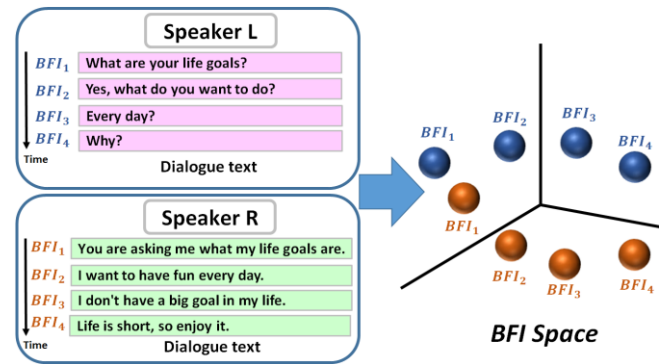 Speaker L
BFI₁ What are your life goals?
BFI₂ Yes, what do you want to do?
BFI₃ Every day?
BFI₄ Why?
Time
Dialogue text
Speaker R
BFI₁ You are asking me what my life goals are.
BFI₂ I want to have fun every day.
BFI₃ I don't have a big goal in my life.
BFI₄ Life is short, so enjoy it.
Time
Dialogue text
BFI₁
BFI₂
BFI₃
BFI₄
BFI₁
BFI₂
BFI₃
BFI₄
BFI Space